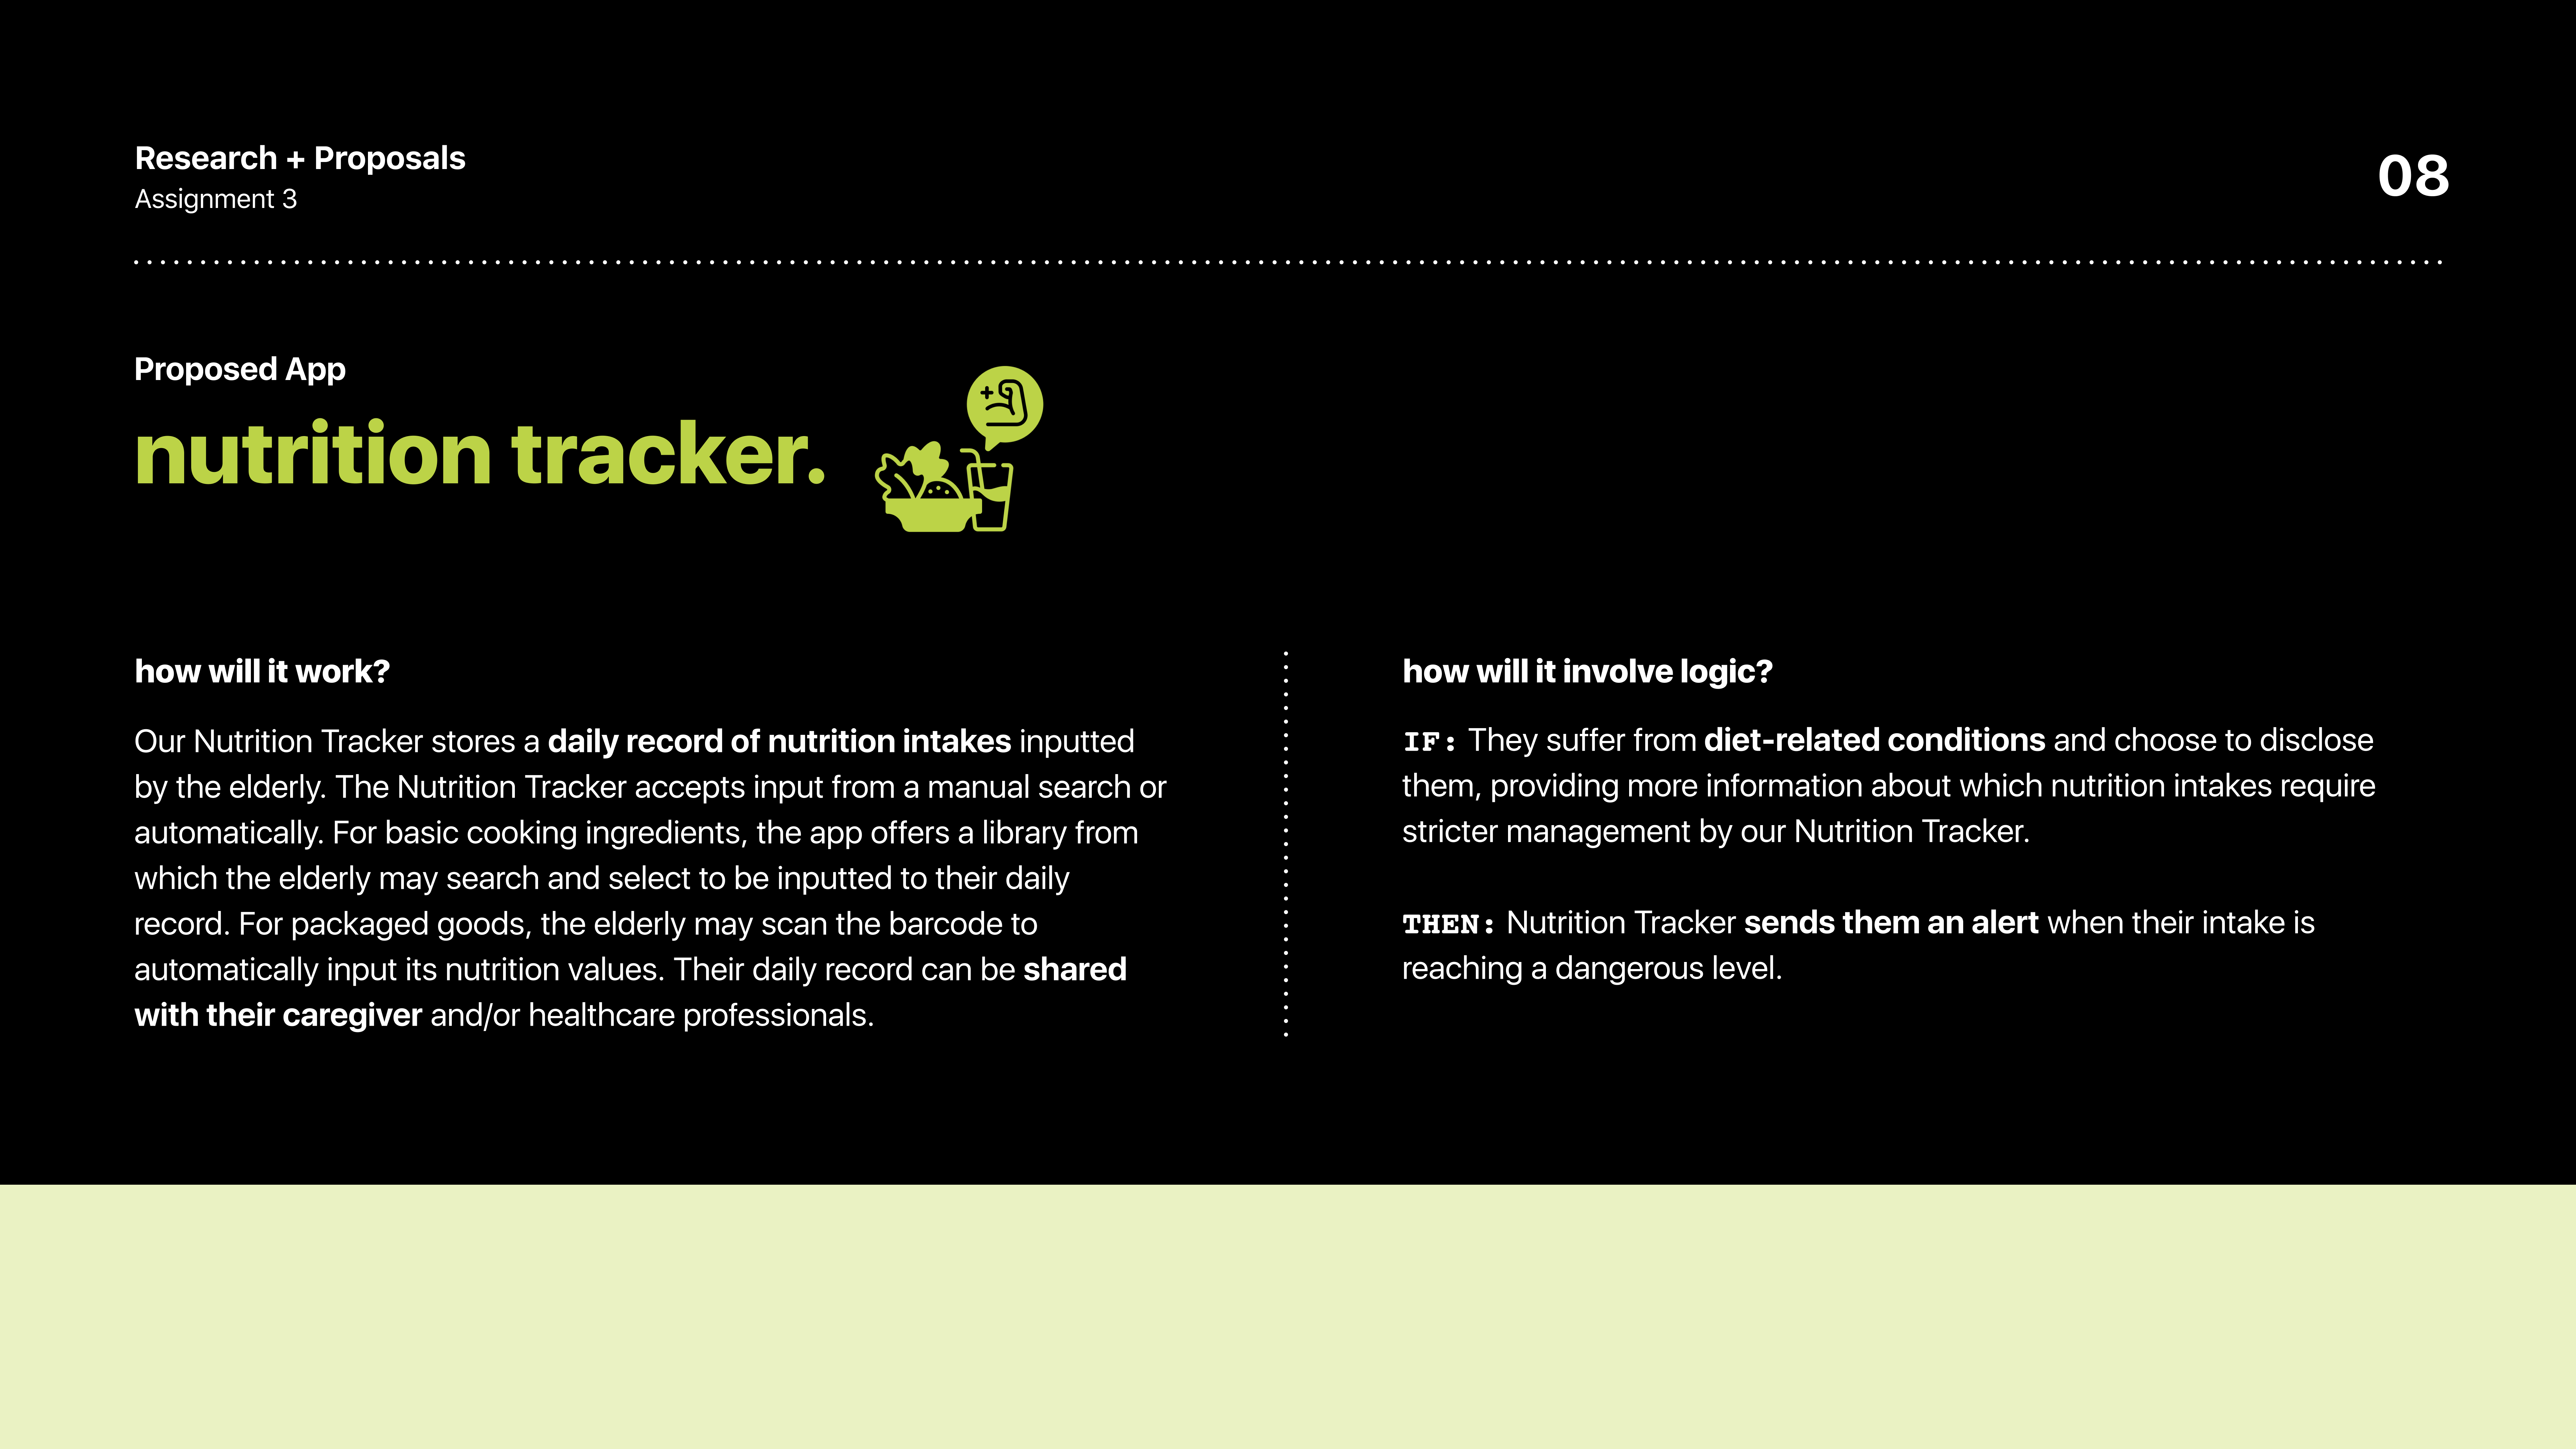 Research + Proposals
Assignment 3
08
Proposed App
nutrition tracker.
how will it work?
Our Nutrition Tracker stores a daily record of nutrition intakes inputted
by the elderly. The Nutrition Tracker accepts input from a manual search or
automatically. For basic cooking ingredients, the app offers a library from
which the elderly may search and select to be inputted to their daily
record. For packaged goods, the elderly may scan the barcode to
automatically input its nutrition values. Their daily record can be shared
with their caregiver and/or healthcare professionals.
how will it involve logic?
IF: They suffer from diet-related conditions and choose to disclose
them, providing more information about which nutrition intakes require
stricter management by our Nutrition Tracker.
THEN: Nutrition Tracker sends them an alert when their intake is
reaching a dangerous level.